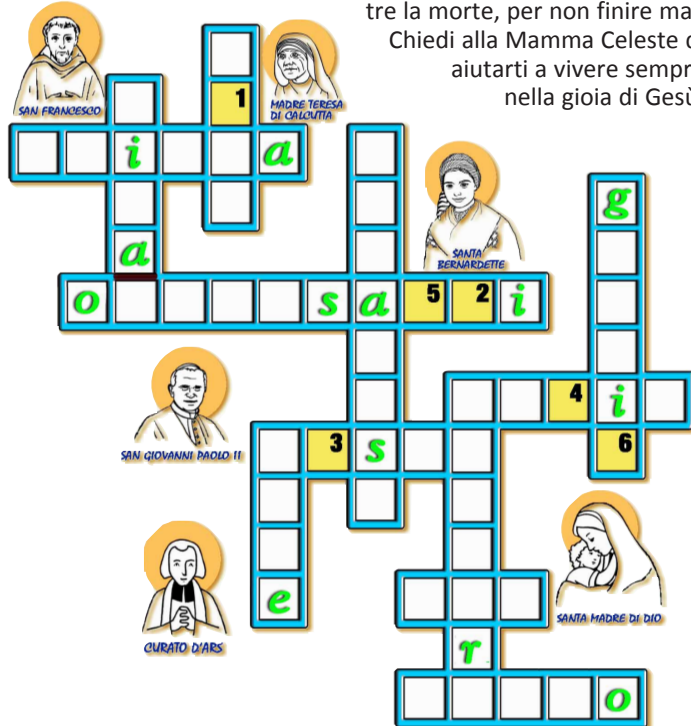 tre la morte, per non finire ma
Chiedi alla Mamma Celeste
aiutarti a vivere sempr
nella gioia di Gesù
SAN FRANCESCO
MADRE TERESA
DI CALCUTTA
1
i
a
g
a
SANTA
BERNARDETTE
o
s
a
5
2
i
4
i
SAN GIOVANNI PAOLO II
3
s
6
e
SANTA MADRE DI DIO
CURATO D'ARS
r
o